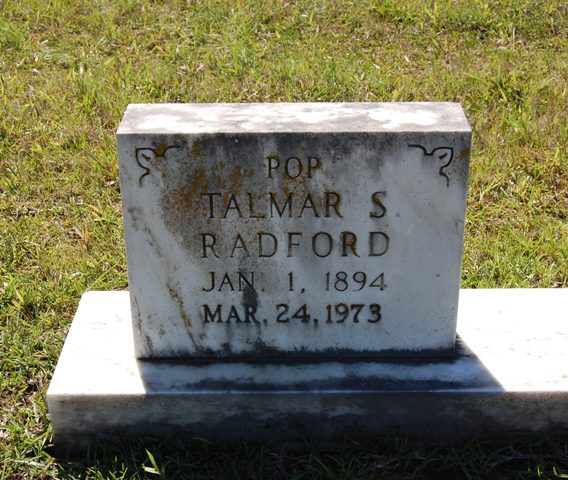 POP
TALMAR S.
RADFORD
JAN. 1, 1894
MAR. 24, 1973